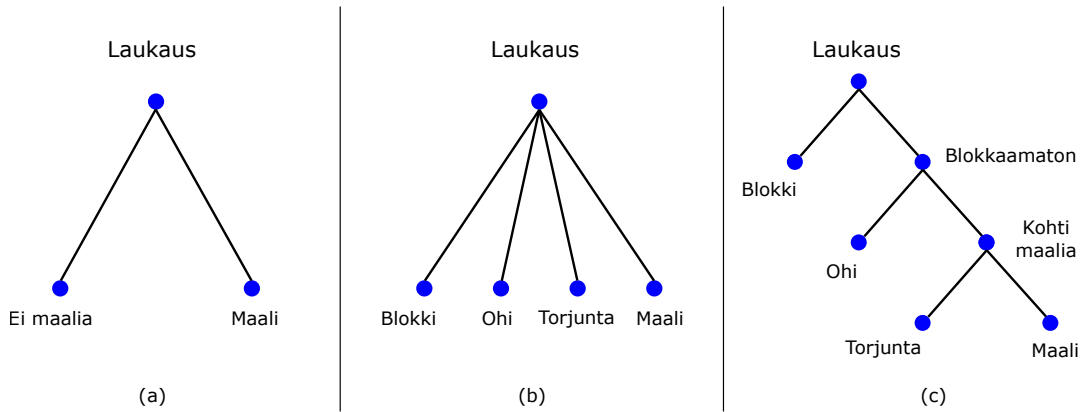 Laukaus
Ei maalia
Maali
(a)
Laukaus
Blokki
Ohi
Torjunta
Maali
(b)
Laukaus
Blokki
Blokkaamaton
Ohi
Kohti
maalia
Torjunta
Maali
(c)